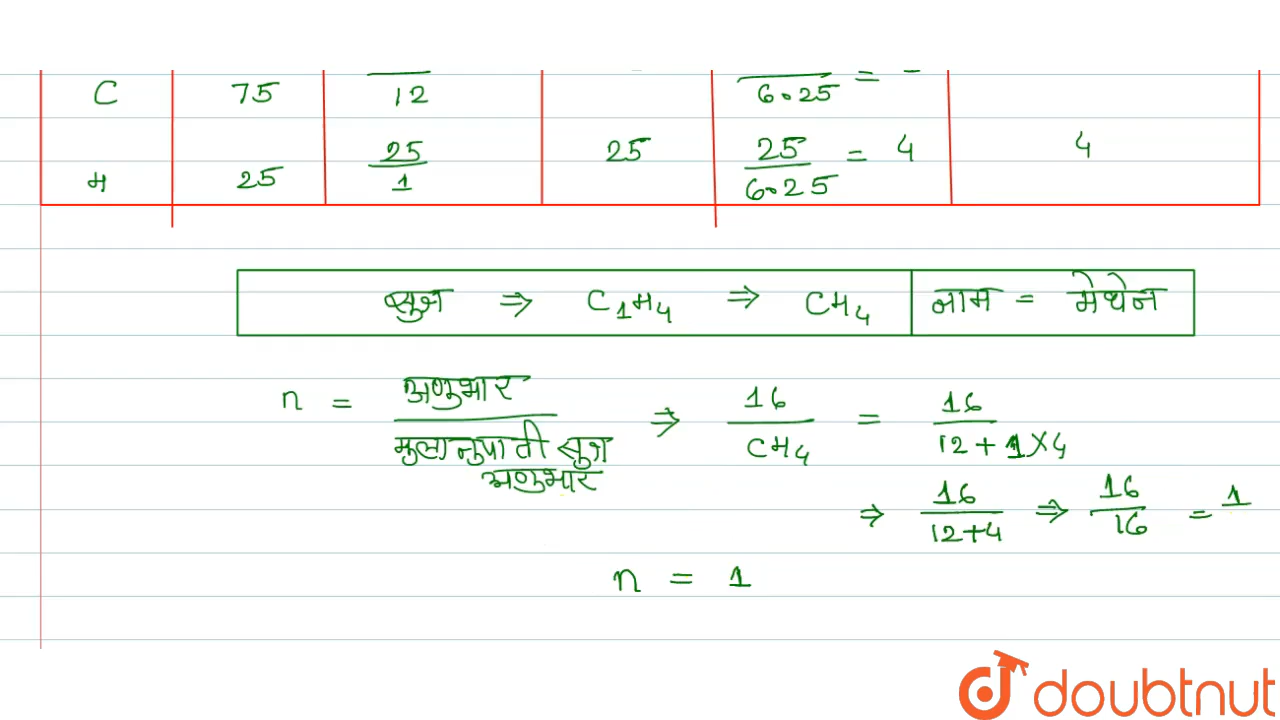 C 75 12 6.25 =
H 25 25/1 25 25/6.25 = 4 4
सूत्र ⇒ C₁H₄ ⇒ CH₄ नाम = मेथेन
n = अणुभार/मुलानुपाती सूत्र अणुभार ⇒ 16/CH₄ = 16/12+1×4
⇒ 16/12+4 ⇒ 16/16 = 1
n = 1
doubtnut